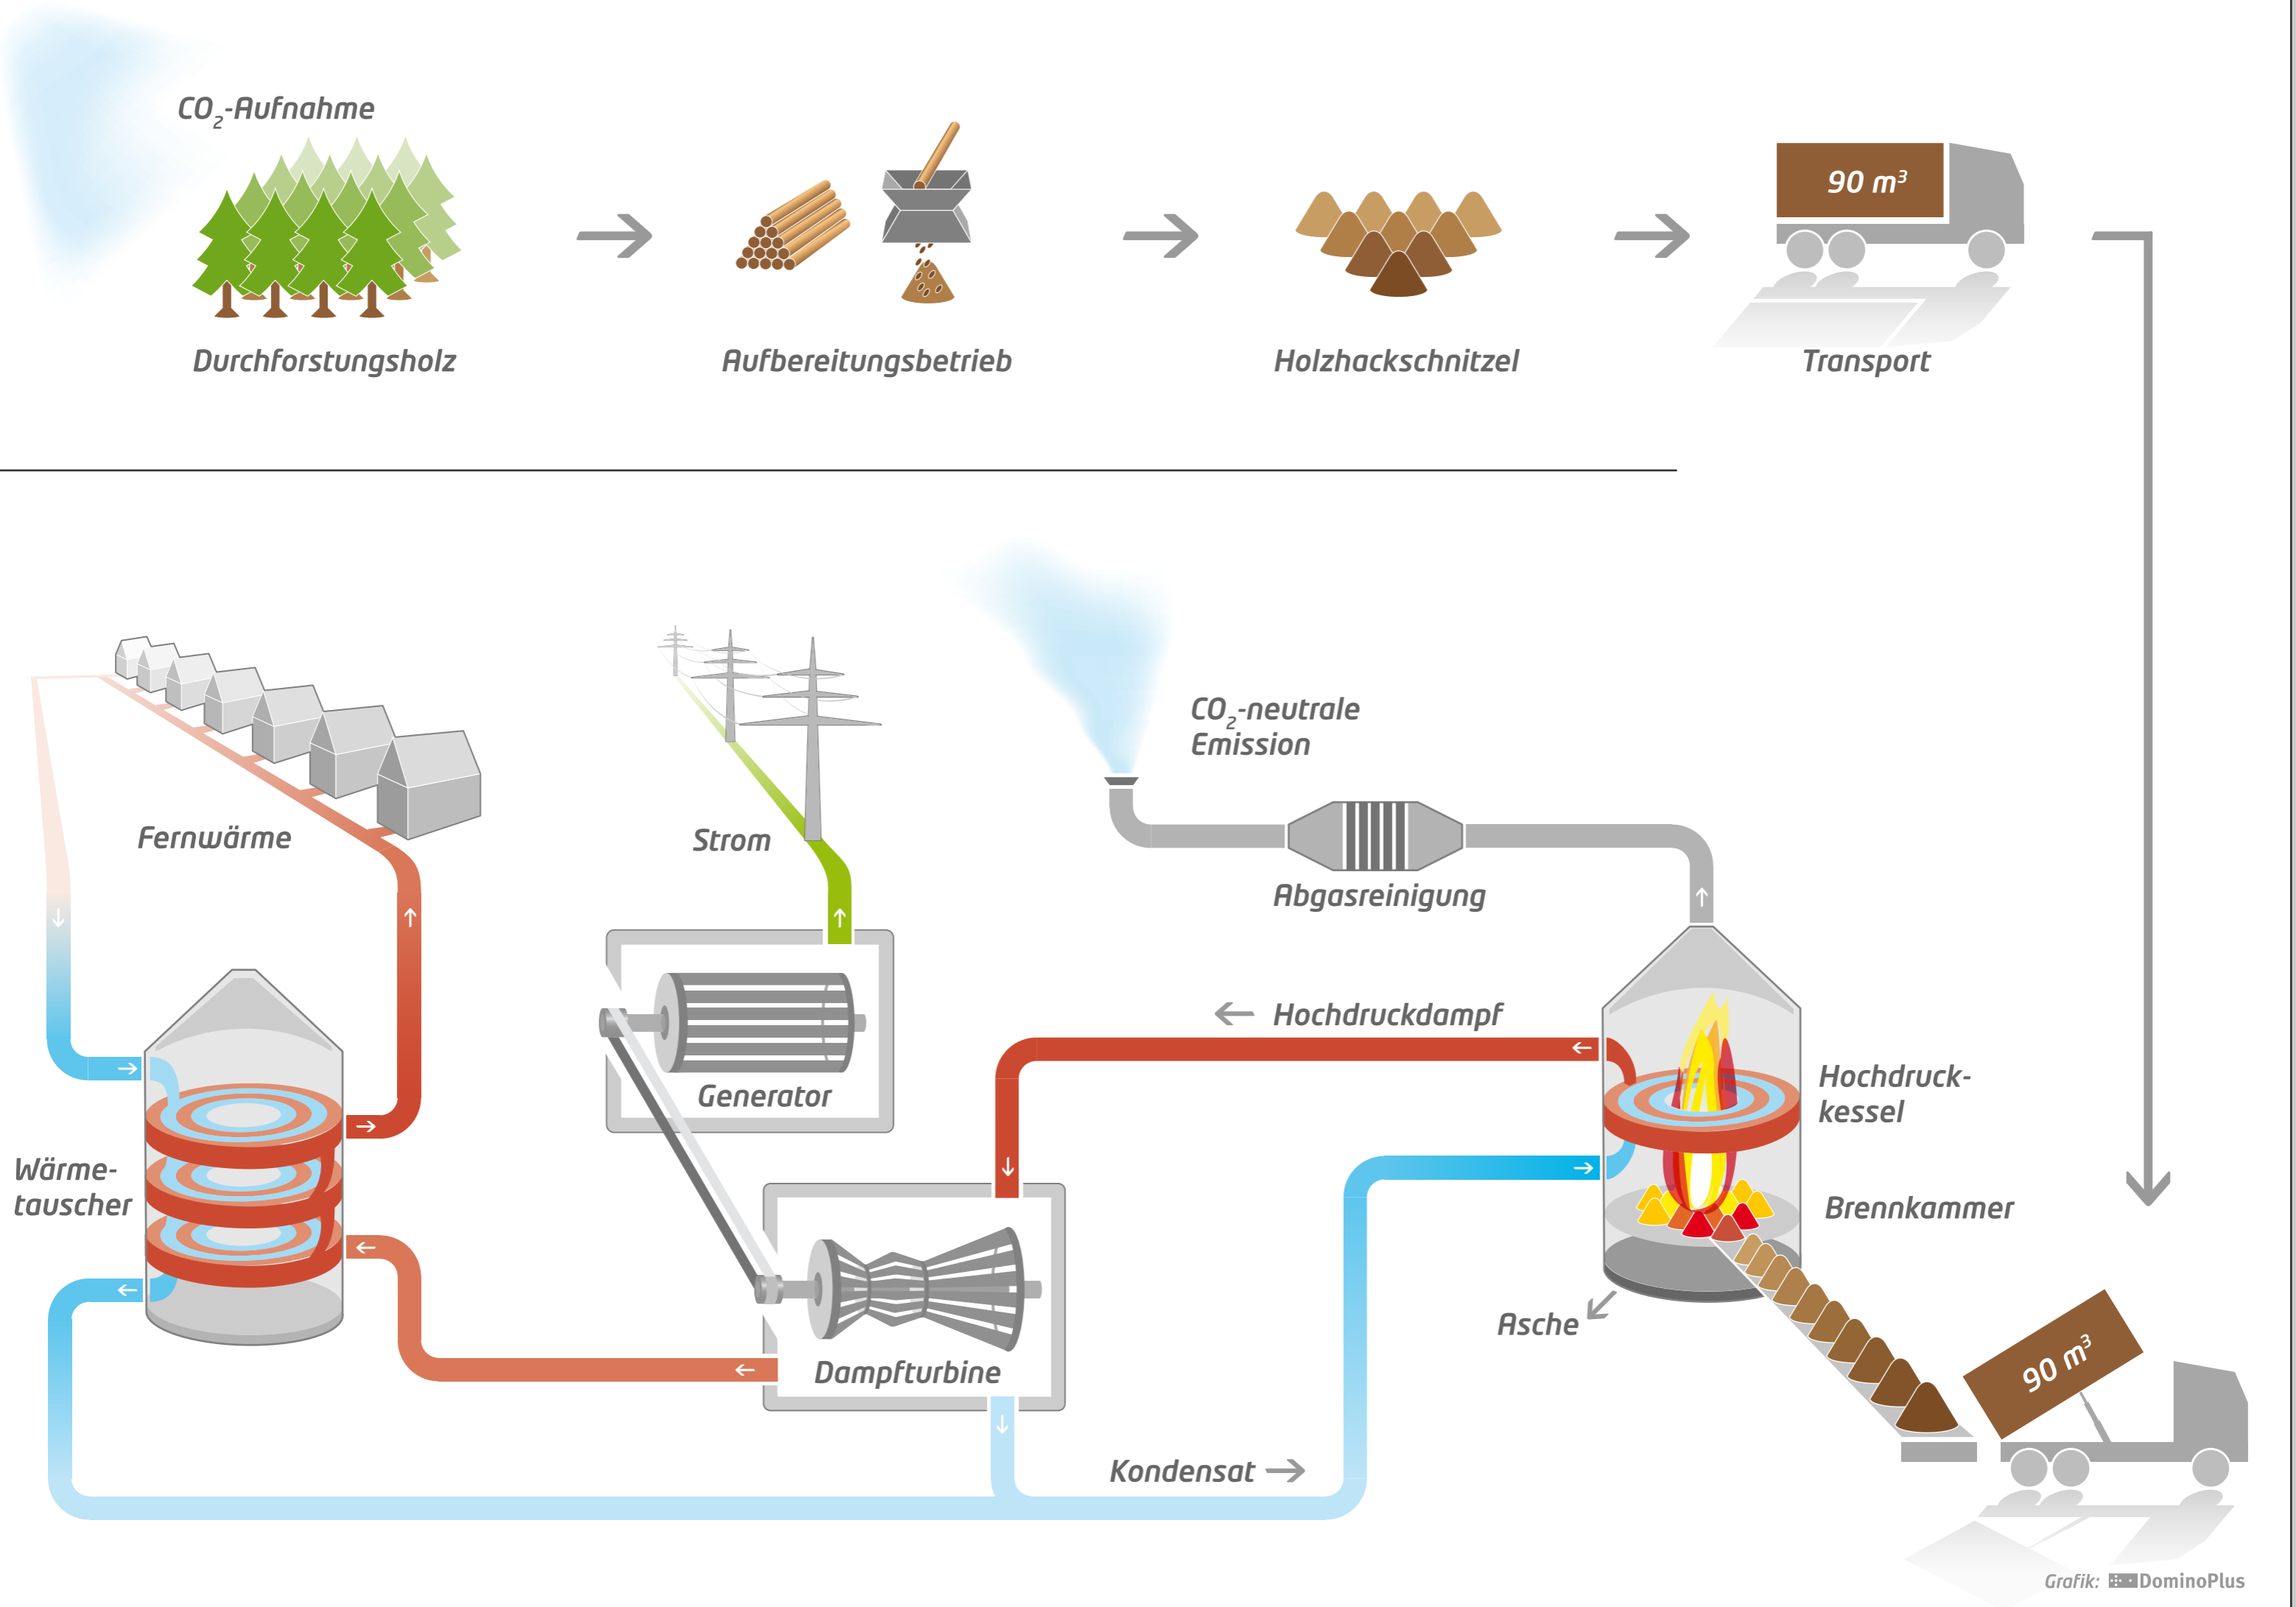 CO₂-Aufnahme
90 m³
Durchforstungsholz
Aufbereitungsbetrieb
Holzhackschnitzel
Transport
CO₂-neutrale
Emission
Fernwärme
Strom
Abgasreinigung
Hochdruckdampf
Hochdruck-
kessel
Generator
Wärme-
tauscher
Brennkammer
Asche
Dampfturbine
90 m³
Kondensat
Grafik: DominoPlus